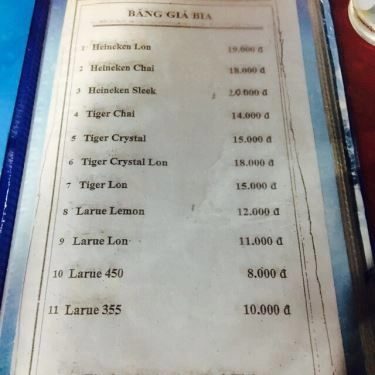 BẢNG GIÁ BIA
1 Heineken Lon 19.000 đ
2 Heineken Chai 18.000 đ
3 Heineken Sleek 20.000 đ
4 Tiger Chai 14.000 đ
5 Tiger Crystal 15.000 đ
6 Tiger Crystal Lon 18.000 đ
7 Tiger Lon 15.000 đ
8 Larue Lemon 12.000 đ
9 Larue Lon 11.000 đ
10 Larue 450 8.000 đ
11 Larue 355 10.000 đ